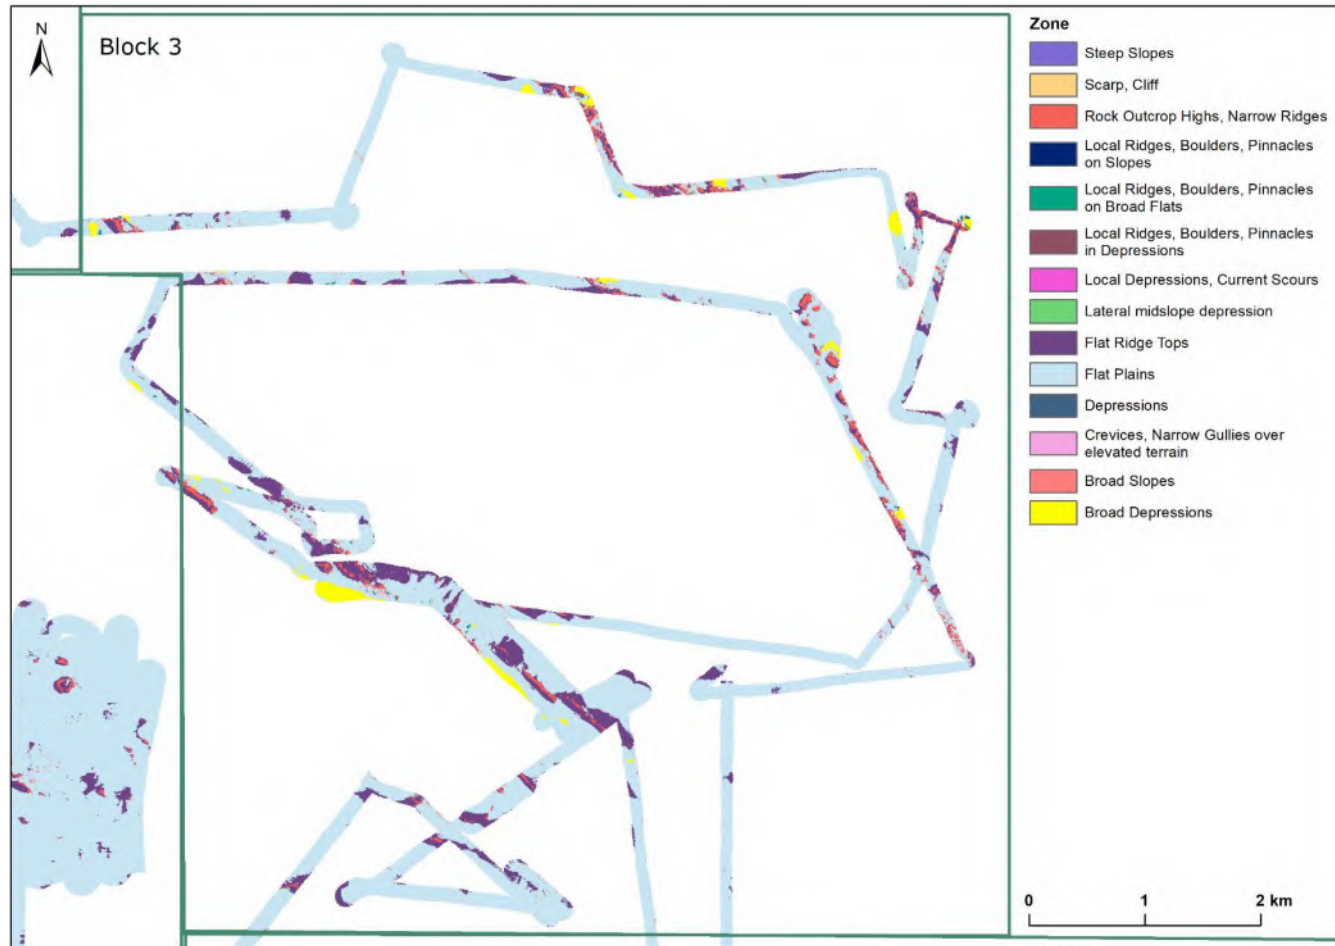 N
Block 3
Zone
Steep Slopes
Scarp, Cliff
Rock Outcrop Highs, Narrow Ridges
Local Ridges, Boulders, Pinnacles
on Slopes
Local Ridges, Boulders, Pinnacles
on Broad Flats
Local Ridges, Boulders, Pinnacles
in Depressions
Local Depressions, Current Scours
Lateral midslope depression
Flat Ridge Tops
Flat Plains
Depressions
Crevices, Narrow Gullies over
elevated terrain
Broad Slopes
Broad Depressions
0 1 2 km